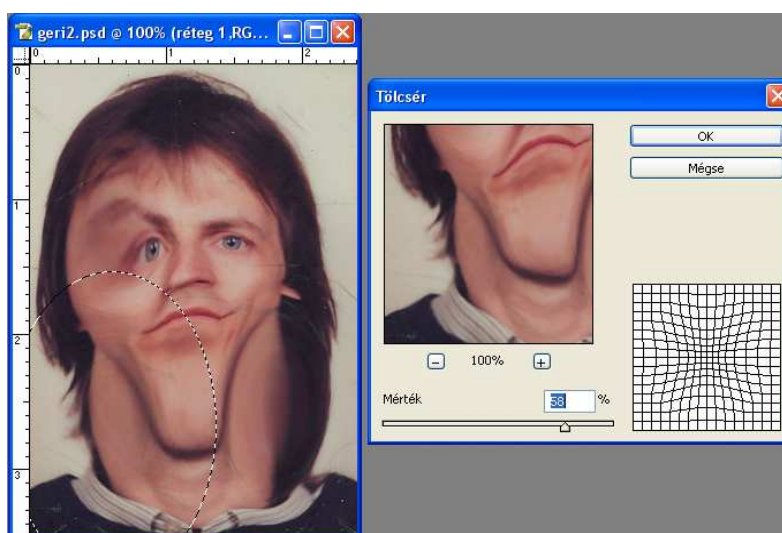 geri2.psd @ 100% (réteg 1,RG...
0 1 2
0
1
2
3
Tölcsér
OK
Mégse
100%
Mérték 58 %